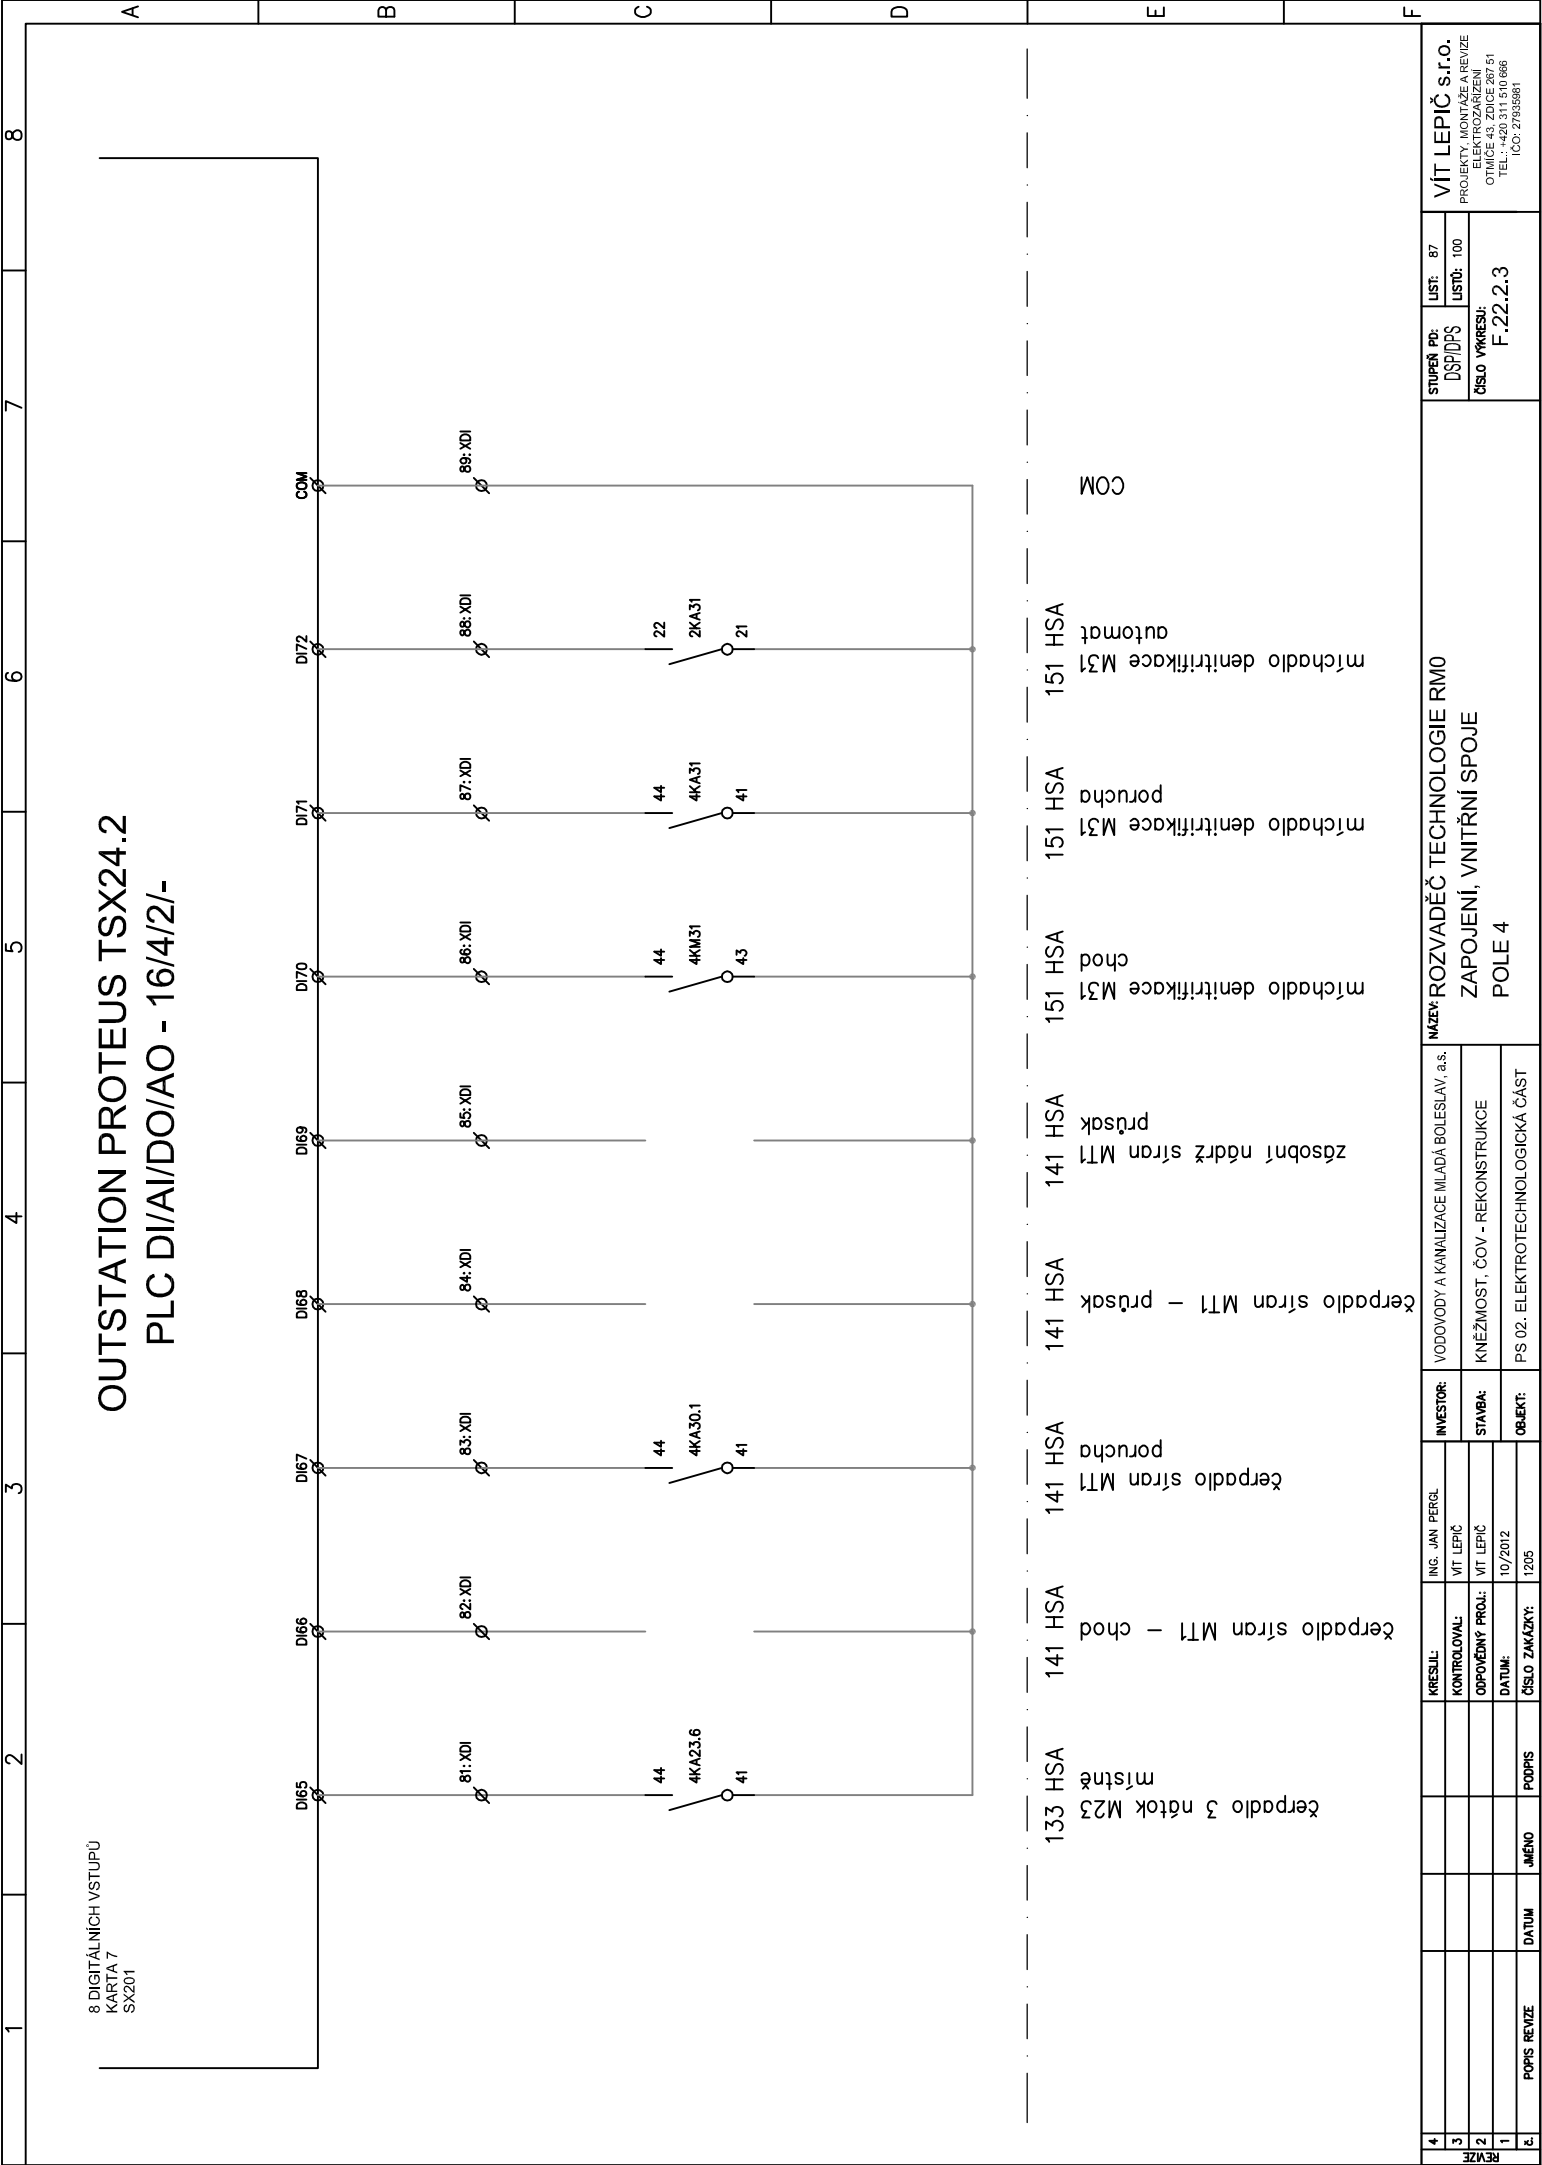 1 2 3 4 5 6 7 8
A
B
C
D
E
F
8 DIGITÁLNÍCH VSTUPŮ
KARTA 7
SX201
OUTSTATION PROTEUS TSX24.2
PLC DI/AI/DO/AO - 16/4/2/-
DI65 DI66 DI67 DI68 DI69 DI70 DI71 DI72 COM
81:XDI 82:XDI 83:XDI 84:XDI 85:XDI 86:XDI 87:XDI 88:XDI 89:XDI
44 44 44 44 22
4KA23.6 4KA30.1 4KM31 4KA31 2KA31
41 41 43 41 21
133 HSA
čerpadlo 3 nátok M23
místně
141 HSA
čerpadlo síran MT1 – chod
141 HSA
čerpadlo síran MT1
porucha
141 HSA
čerpadlo síran MT1 – průsak
141 HSA
zásobní nádrž síran MT1
průsak
151 HSA
míchadlo denitrifikace M31
chod
151 HSA
míchadlo denitrifikace M31
porucha
151 HSA
míchadlo denitrifikace M31
automat
COM
REVIZE
4
3
2
1
č. POPIS REVIZE DATUM JMÉNO PODPIS
KRESLIL: ING. JAN PERGL
KONTROLOVAL: VÍT LEPIČ
ODPOVĚDNÝ PROJ.: VÍT LEPIČ
DATUM: 10/2012
ČÍSLO ZAKÁZKY: 1205
INVESTOR: VODOVODY A KANALIZACE MLADÁ BOLESLAV, a.s.
STAVBA: KNĚŽMOST, ČOV - REKONSTRUKCE
OBJEKT: PS 02. ELEKTROTECHNOLOGICKÁ ČÁST
NÁZEV: ROZVADĚČ TECHNOLOGIE RM0
ZAPOJENÍ, VNITŘNÍ SPOJE
POLE 4
STUPEŇ PD: DSP/DPS
LIST: 87
LISTŮ: 100
ČÍSLO VÝKRESU:
F.22.2.3
VÍT LEPIČ s.r.o.
PROJEKTY, MONTÁŽE A REVIZE
ELEKTROZAŘÍZENÍ
OTMÍČE 43, ZDICE 267 51
TEL.: +420 311 510 666
IČO: 27935981